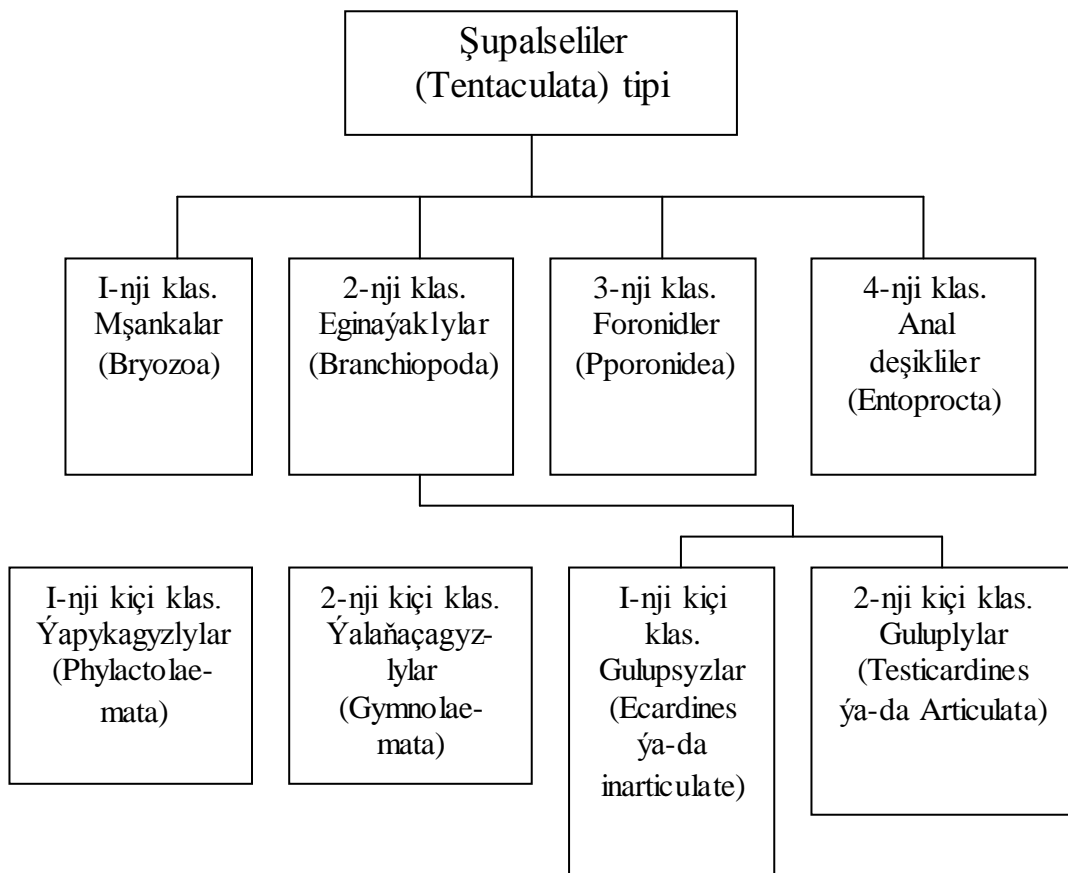 Şupalseliler
(Tentaculata) tipi
I-nji klas.
Mşankalar
(Bryozoa)
2-nji klas.
Eginaýaklylar
(Branchiopoda)
3-nji klas.
Foronidler
(Pporonidea)
4-nji klas.
Anal
deşikliler
(Entoprocta)
I-nji kiçi klas.
Ýapykagyzlylar
(Phylactolae-
mata)
2-nji kiçi klas.
Ýalaňaçagyz-
lylar
(Gymnolae-
mata)
I-nji kiçi
klas.
Gulupsyzlar
(Ecardines
ýa-da
inarticulate)
2-nji kiçi klas.
Guluplylar
(Testicardines
ýa-da Articulata)